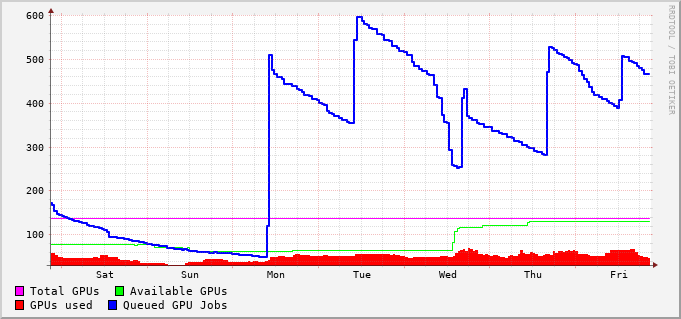 600
500
400
300
200
100
Sat Sun Mon Tue Wed Thu Fri
Total GPUs Available GPUs
GPUs used Queued GPU Jobs
RRDTOOL / TOBI OETIKER